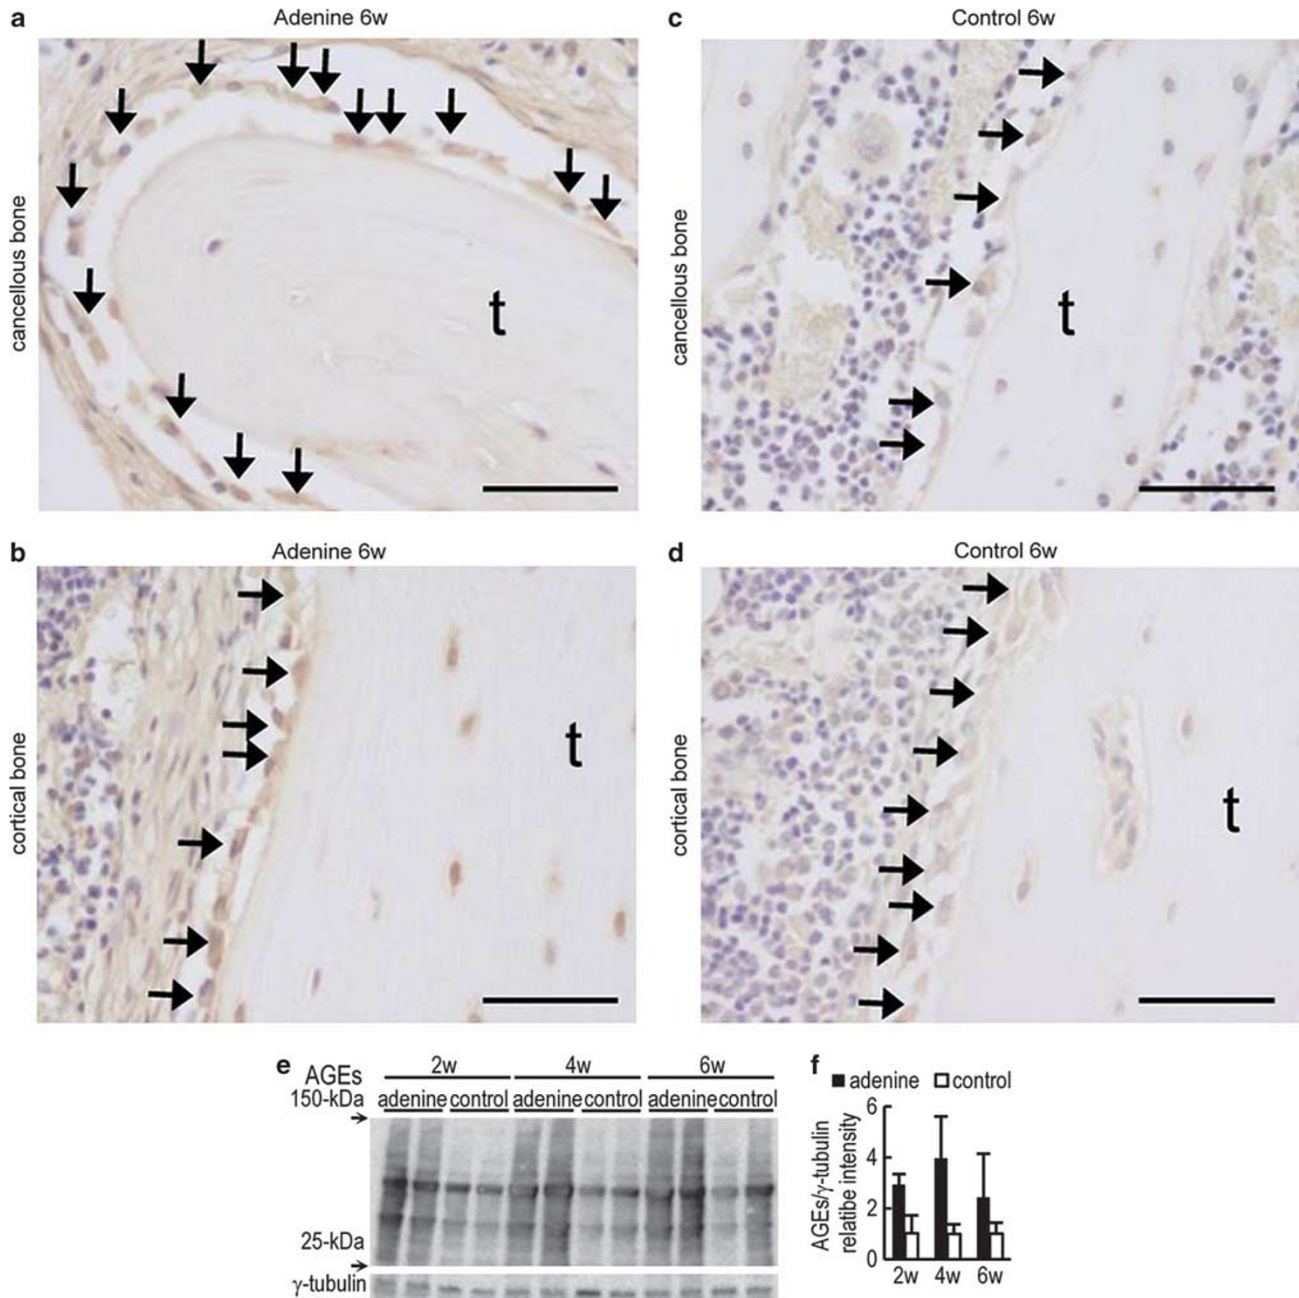 a
Adenine 6w
cancellous bone
t
c
Control 6w
cancellous bone
t
b
Adenine 6w
cortical bone
t
d
Control 6w
cortical bone
t
e
2w 4w 6w
AGEs
150-kDa
adenine control adenine control adenine control
25-kDa
γ-tubulin
f
adenine control
AGEs/γ-tubulin
relatibe intensity
6
4
2
0
2w 4w 6w